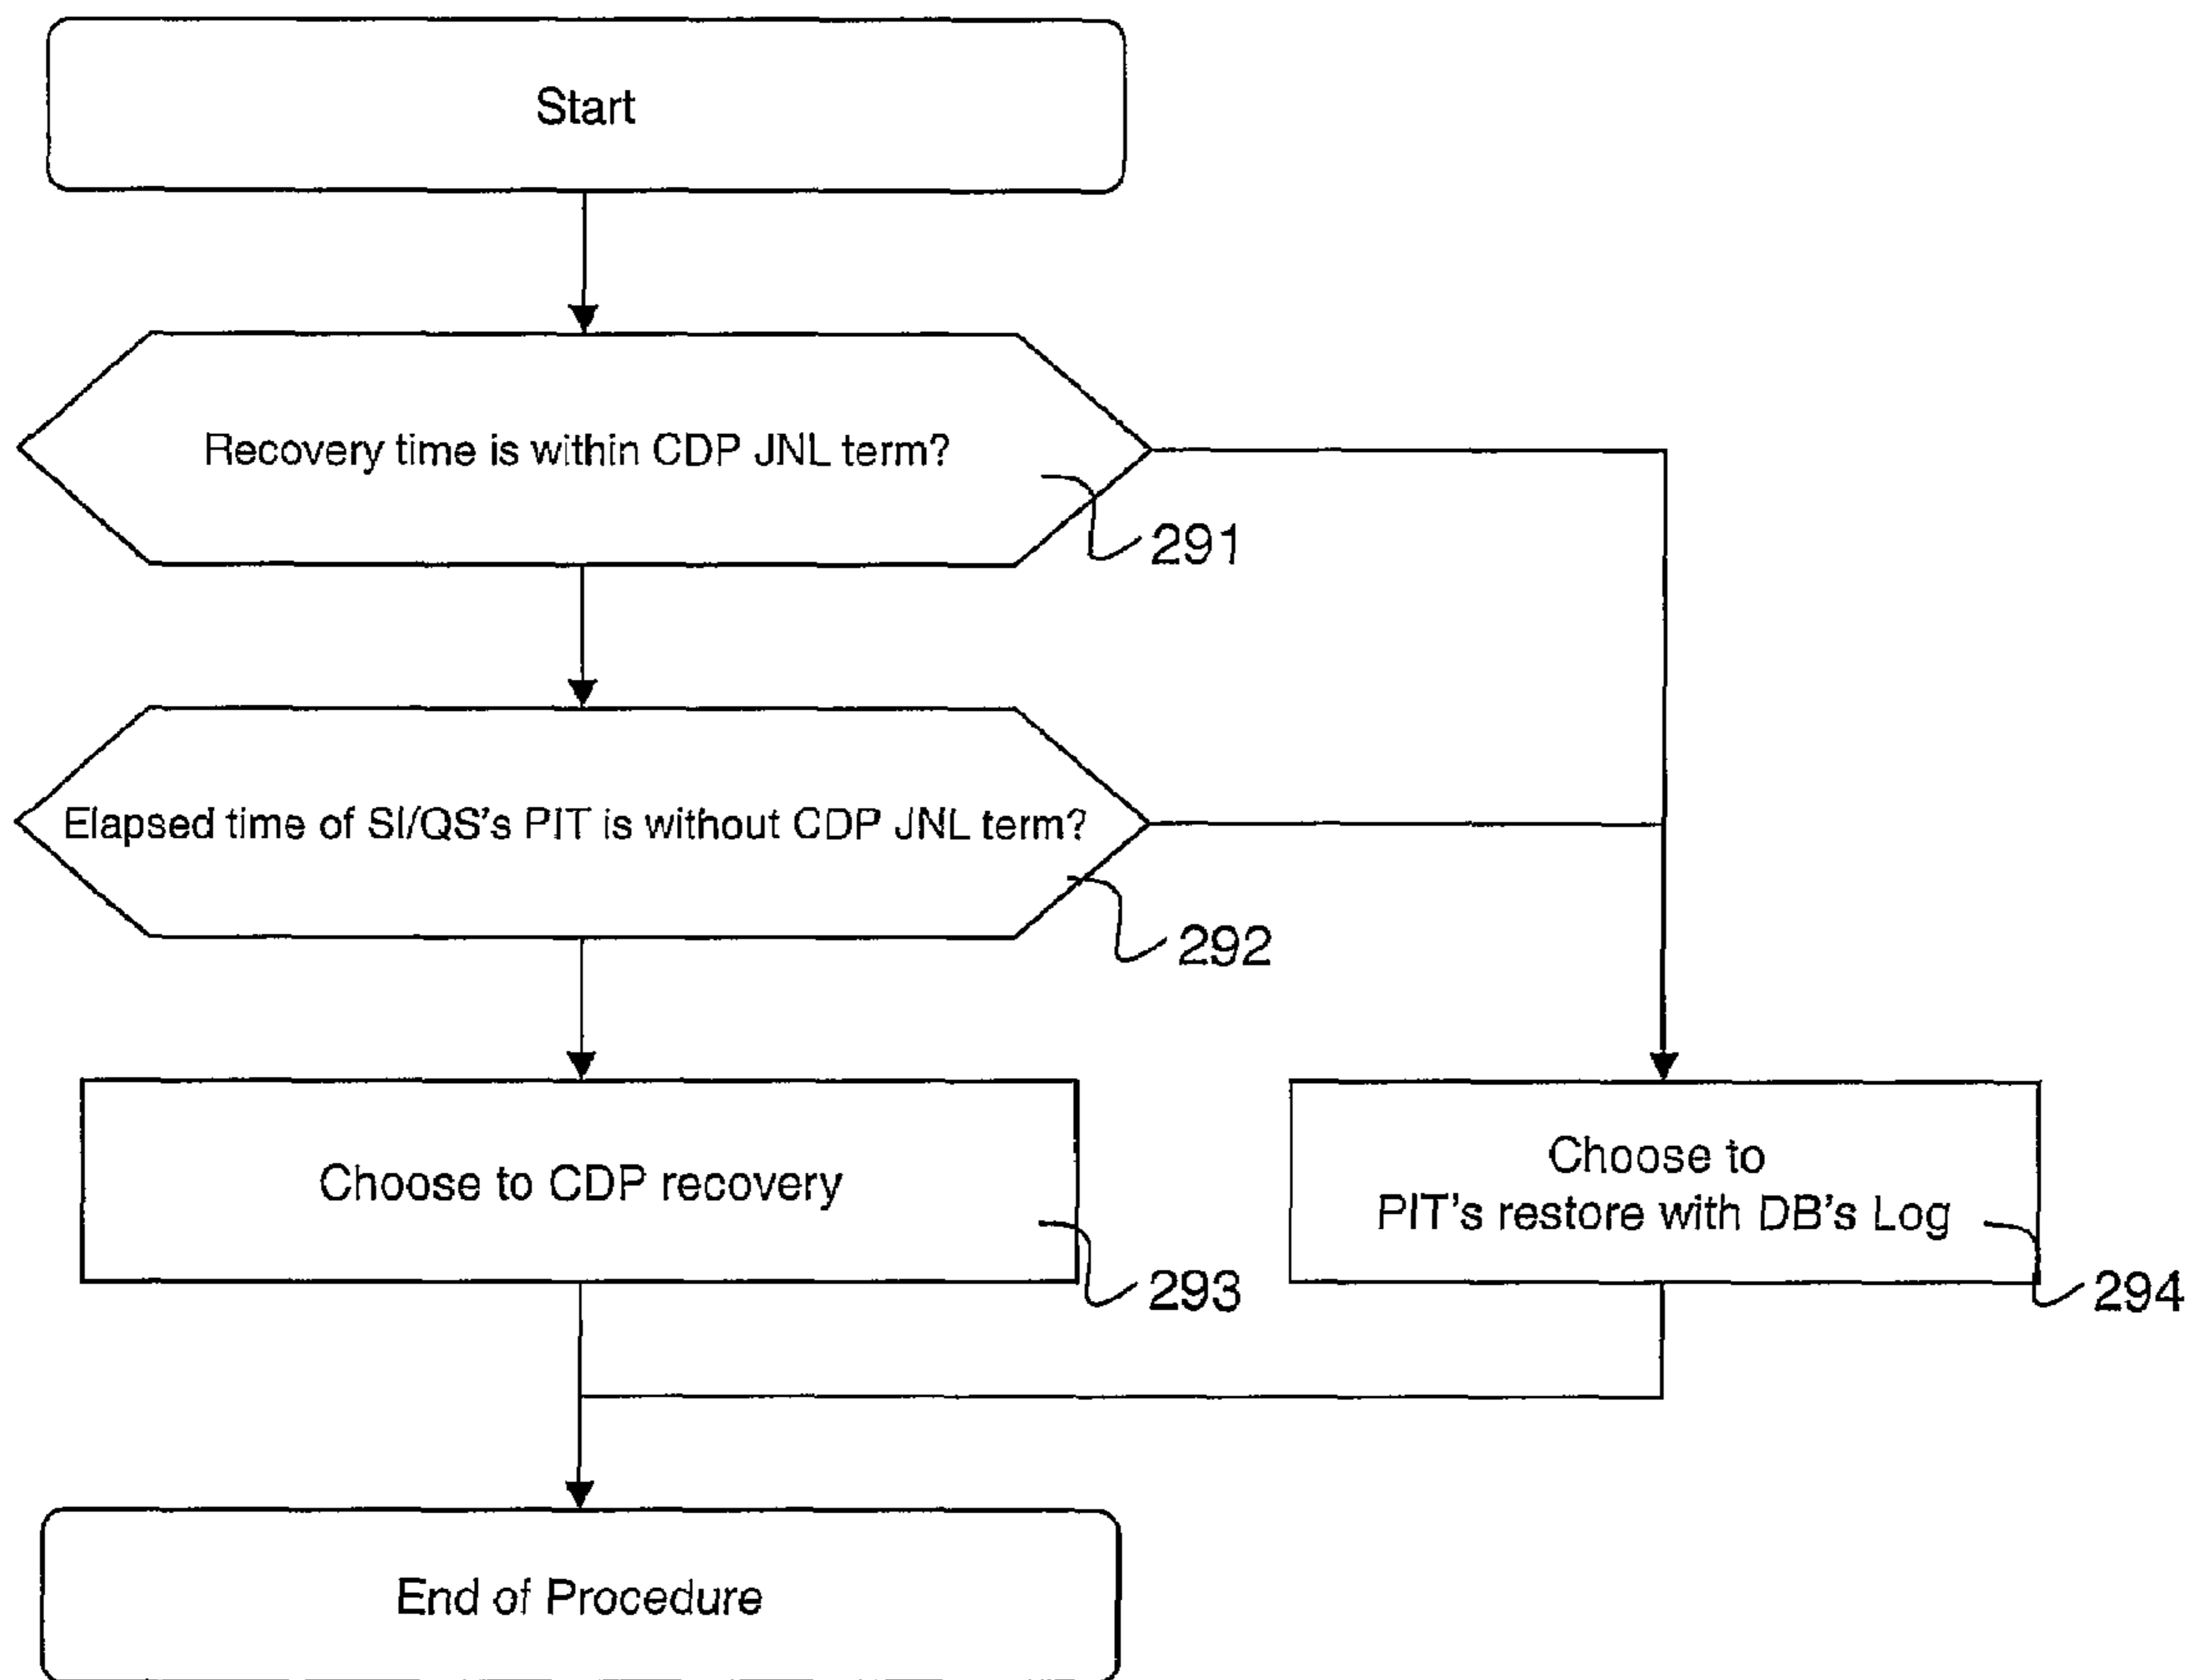 Start
Recovery time is within CDP JNL term?
291
Elapsed time of SI/QS's PIT is without CDP JNL term?
292
Choose to CDP recovery
293
Choose to
PIT's restore with DB's Log
294
End of Procedure